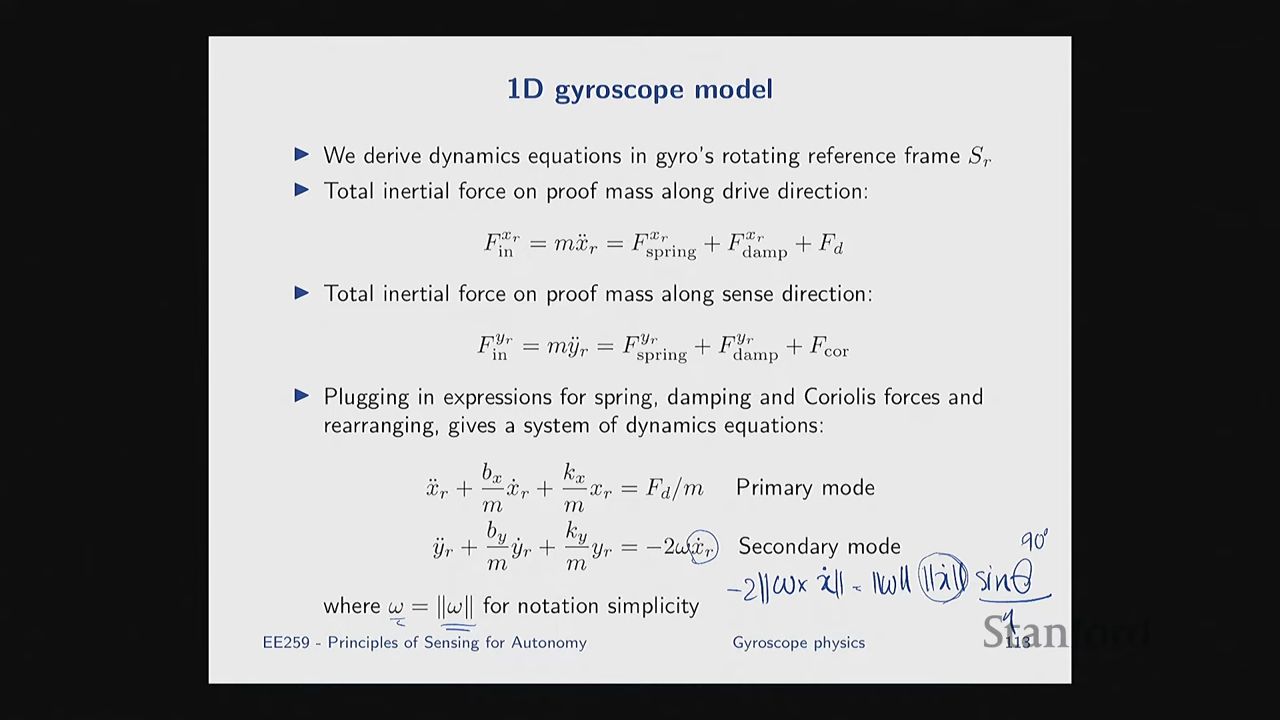 1D gyroscope model
▶ We derive dynamics equations in gyro's rotating reference frame S_r
▶ Total inertial force on proof mass along drive direction:
F_in^{x_r} = mẍ_r = F_spring^{x_r} + F_damp^{x_r} + F_d
▶ Total inertial force on proof mass along sense direction:
F_in^{y_r} = mÿ_r = F_spring^{y_r} + F_damp^{y_r} + F_cor
▶ Plugging in expressions for spring, damping and Coriolis forces and
rearranging, gives a system of dynamics equations:
ẍ_r + b_x/m ẋ_r + k_x/m x_r = F_d/m Primary mode
ÿ_r + b_y/m ẏ_r + k_y/m y_r = −2ωẋ_r Secondary mode
90°
-2||ω× ẋ|| = ||ω|| ||ẋ|| sinθ
where ω = ||ω|| for notation simplicity
EE259 - Principles of Sensing for Autonomy Gyroscope physics 113
Stanford